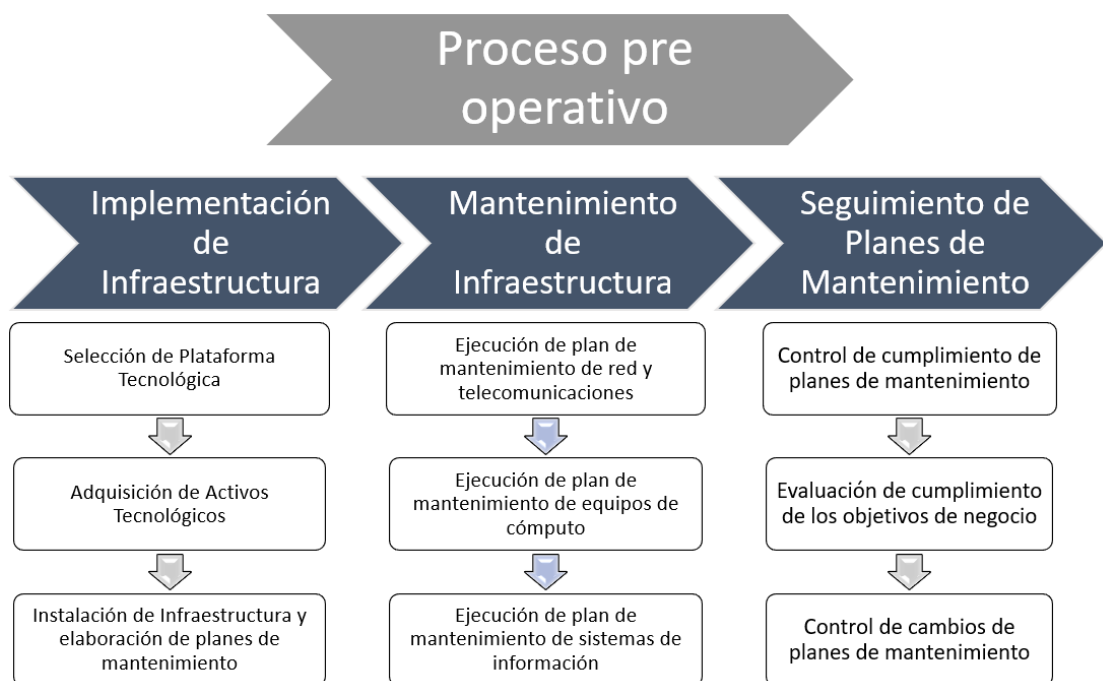 Proceso pre
operativo
Implementación
de
Infraestructura
Mantenimiento
de
Infraestructura
Seguimiento de
Planes de
Mantenimiento
Selección de Plataforma
Tecnológica
Adquisición de Activos
Tecnológicos
Instalación de Infraestructura y
elaboración de planes de
mantenimiento
Ejecución de plan de
mantenimiento de red y
telecomunicaciones
Ejecución de plan de
mantenimiento de equipos de
cómputo
Ejecución de plan de
mantenimiento de sistemas de
información
Control de cumplimiento de
planes de mantenimiento
Evaluación de cumplimiento
de los objetivos de negocio
Control de cambios de
planes de mantenimiento